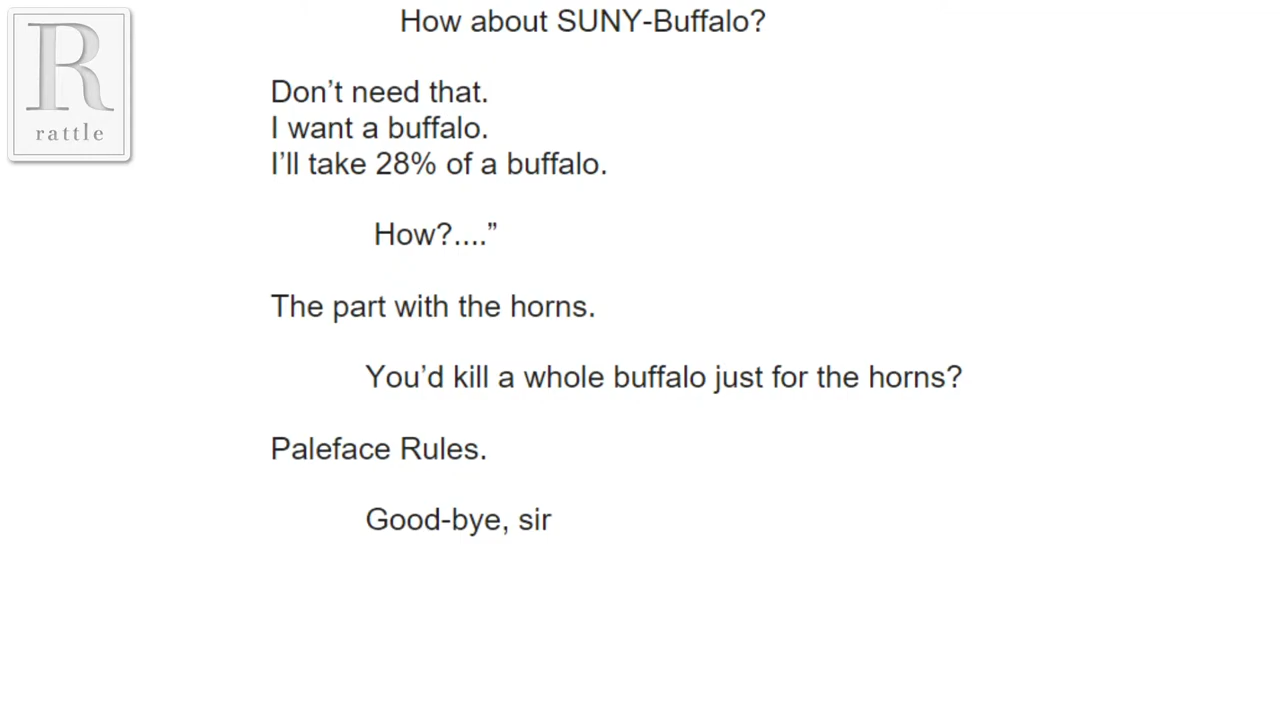 R
rattle
How about SUNY-Buffalo?
Don’t need that.
I want a buffalo.
I’ll take 28% of a buffalo.
How?....”
The part with the horns.
You’d kill a whole buffalo just for the horns?
Paleface Rules.
Good-bye, sir